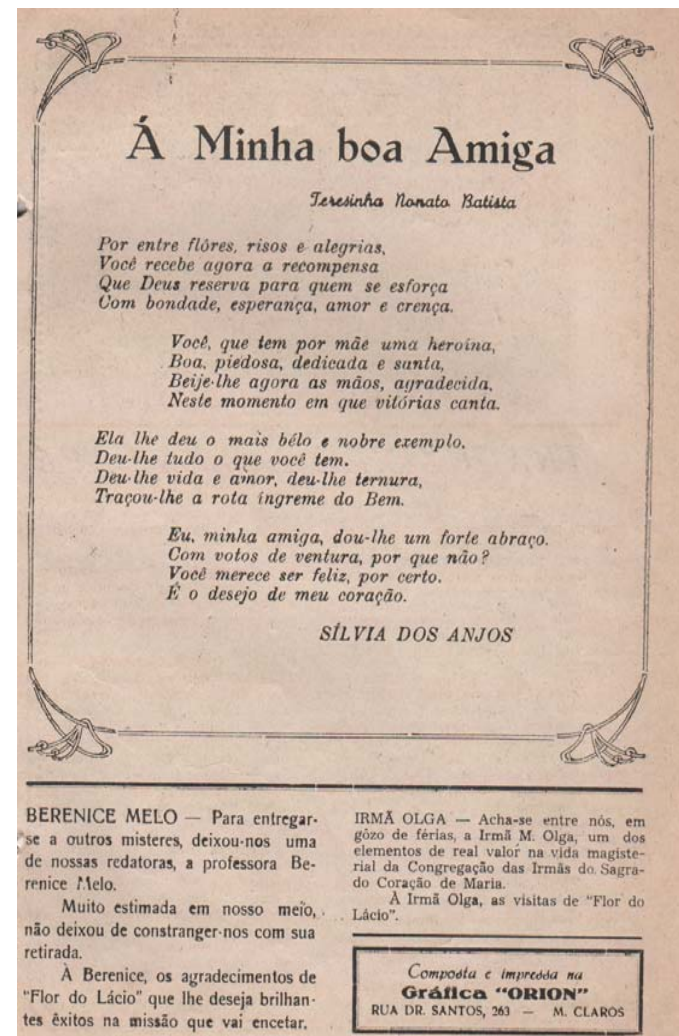 Á Minha boa Amiga
Teresinha Nonato Batista
Por entre flôres, risos e alegrias,
Você recebe agora a recompensa
Que Deus reserva para quem se esforça
Com bondade, esperança, amor e crença.
Você, que tem por mãe uma heroína,
Boa, piedosa, dedicada e santa,
Beije-lhe agora as mãos, agradecida,
Neste momento em que vitórias canta.
Ela lhe deu o mais bélo e nobre exemplo.
Deu-lhe tudo o que você tem.
Deu-lhe vida e amor, deu-lhe ternura,
Traçou-lhe a rota íngreme do Bem.
Eu, minha amiga, dou-lhe um forte abraço.
Com votos de ventura, por que não?
Você merece ser feliz, por certo.
É o desejo de meu coração.
SÍLVIA DOS ANJOS
BERENICE MELO — Para entregar-
se a outros misteres, deixou-nos uma
de nossas redatoras, a professora Be-
renice Melo.
Muito estimada em nosso meio,
não deixou de constranger-nos com sua
retirada.
À Berenice, os agradecimentos de
"Flor do Lácio" que lhe deseja brilhan-
tes êxitos na missão que vai encetar.
IRMÃ OLGA — Acha-se entre nós, em
gôzo de férias, a Irmã M. Olga, um dos
elementos de real valor na vida magiste-
rial da Congregação das Irmãs do Sagra-
do Coração de Maria.
À Irmã Olga, as visitas de "Flor do
Lácio".
Composta e impressa na
Gráfica "ORION"
RUA DR. SANTOS, 263 — M. CLAROS